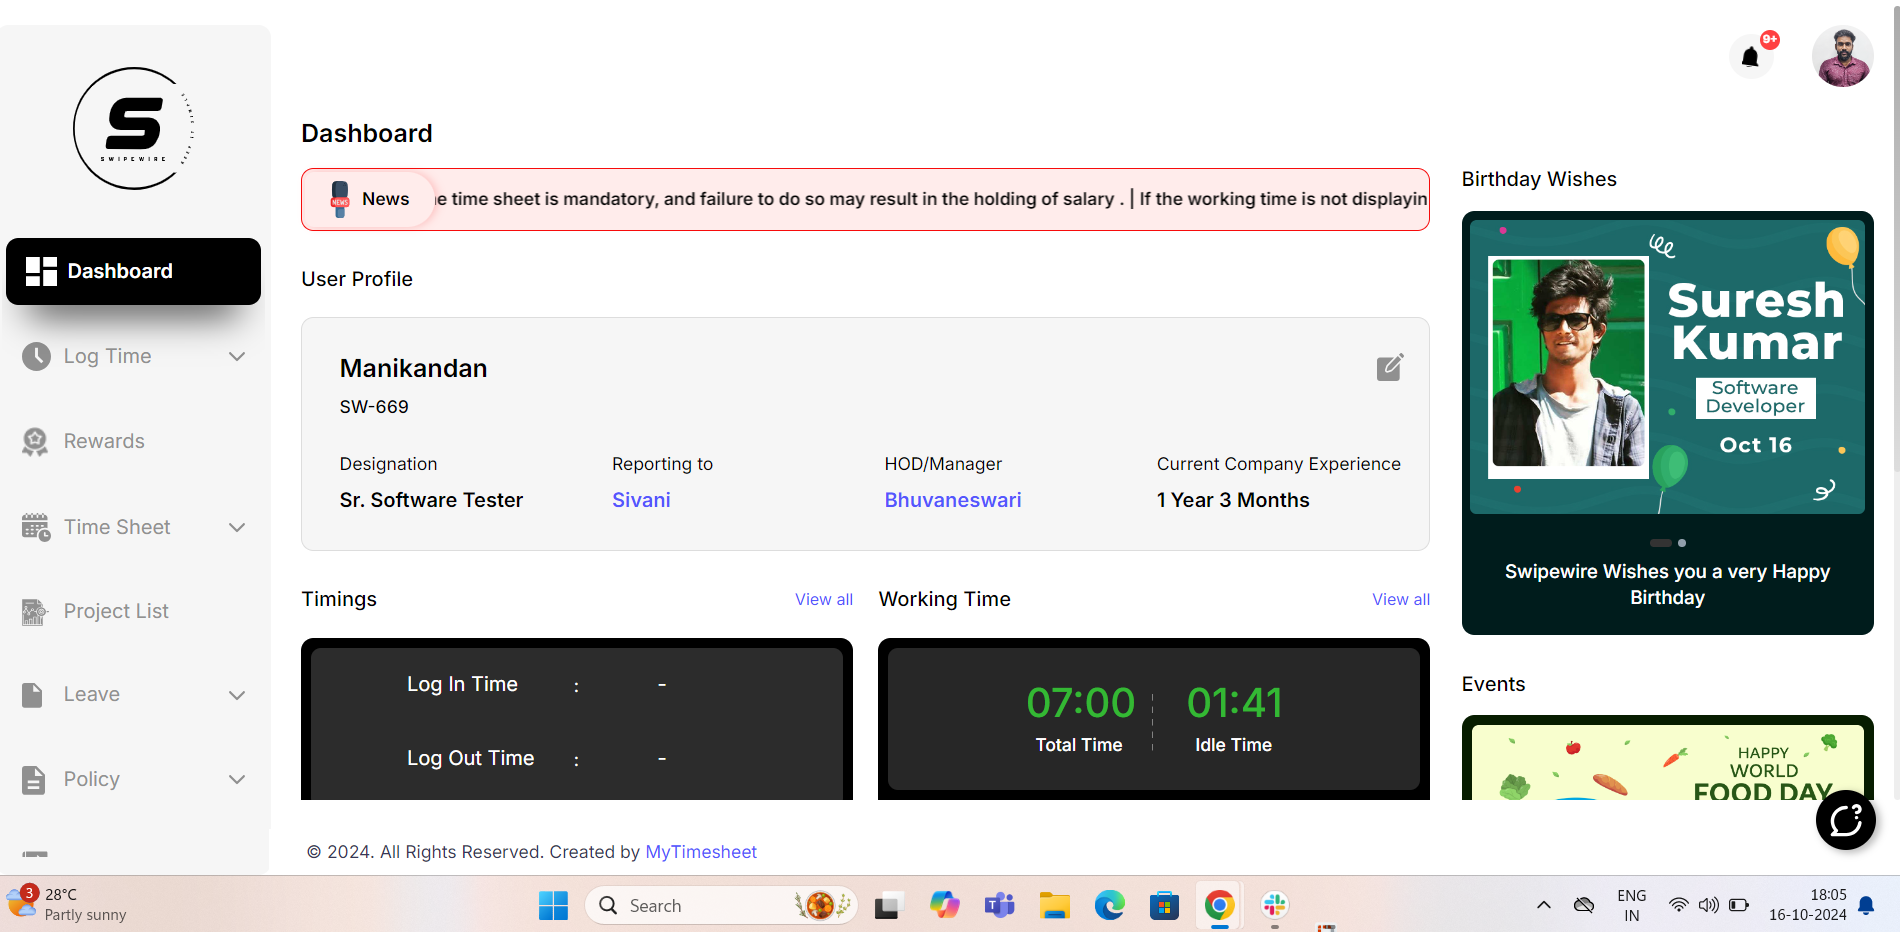 S
SWIPEWIRE
Dashboard
Log Time
Rewards
Time Sheet
Project List
Leave
Policy
9+
Dashboard
NEWS
News
time sheet is mandatory, and failure to do so may result in the holding of salary . | If the working time is not displayin
User Profile
Manikandan
SW-669
Designation
Reporting to
HOD/Manager
Current Company Experience
Sr. Software Tester
Sivani
Bhuvaneswari
1 Year 3 Months
Timings
View all
Log In Time : -
Log Out Time : -
Working Time
View all
07:00
01:41
Total Time
Idle Time
Birthday Wishes
Suresh
Kumar
Software
Developer
Oct 16
Swipewire Wishes you a very Happy
Birthday
Events
HAPPY
WORLD
FOOD DAY
?
© 2024. All Rights Reserved. Created by MyTimesheet
3
28°C
Partly sunny
Search
T
ENG
IN
18:05
16-10-2024